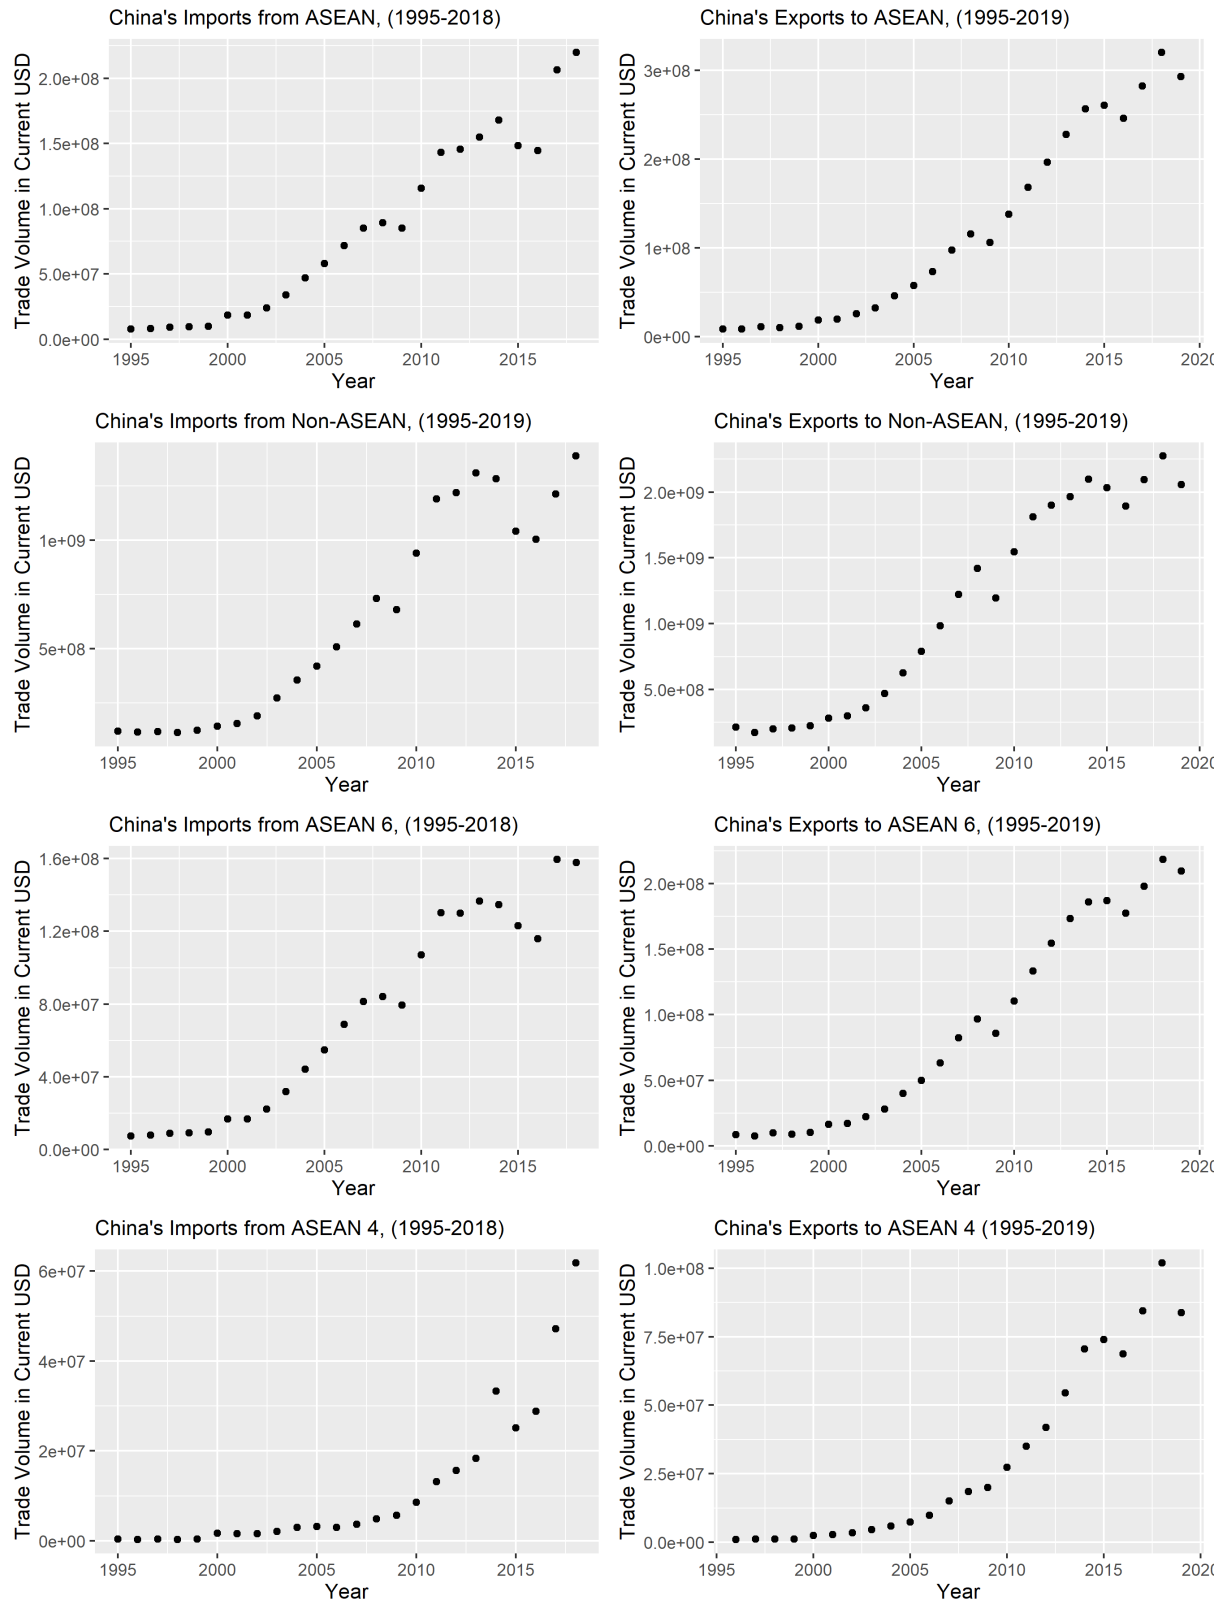 China's Imports from ASEAN, (1995-2018)
Trade Volume in Current USD
2.0e+08
1.5e+08
1.0e+08
5.0e+07
0.0e+00
1995 2000 2005 2010 2015
Year
China's Exports to ASEAN, (1995-2019)
Trade Volume in Current USD
3e+08
2e+08
1e+08
0e+00
1995 2000 2005 2010 2015 2020
Year
China's Imports from Non-ASEAN, (1995-2019)
Trade Volume in Current USD
1e+09
5e+08
1995 2000 2005 2010 2015
Year
China's Exports to Non-ASEAN, (1995-2019)
Trade Volume in Current USD
2.0e+09
1.5e+09
1.0e+09
5.0e+08
1995 2000 2005 2010 2015 2020
Year
China's Imports from ASEAN 6, (1995-2018)
Trade Volume in Current USD
1.6e+08
1.2e+08
8.0e+07
4.0e+07
0.0e+00
1995 2000 2005 2010 2015
Year
China's Exports to ASEAN 6, (1995-2019)
Trade Volume in Current USD
2.0e+08
1.5e+08
1.0e+08
5.0e+07
0.0e+00
1995 2000 2005 2010 2015 2020
Year
China's Imports from ASEAN 4, (1995-2018)
Trade Volume in Current USD
6e+07
4e+07
2e+07
0e+00
1995 2000 2005 2010 2015
Year
China's Exports to ASEAN 4 (1995-2019)
Trade Volume in Current USD
1.0e+08
7.5e+07
5.0e+07
2.5e+07
0.0e+00
1995 2000 2005 2010 2015 2020
Year